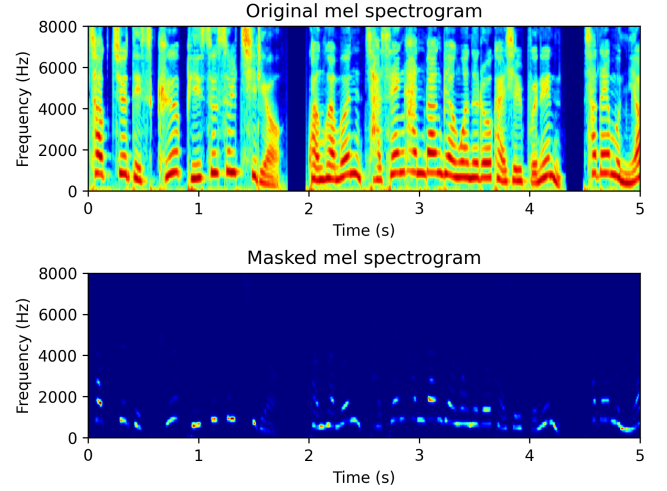 Original mel spectrogram
8000
6000
4000
2000
0
Frequency (Hz)
0 1 2 3 4 5
Time (s)
Masked mel spectrogram
8000
6000
4000
2000
0
Frequency (Hz)
0 1 2 3 4 5
Time (s)